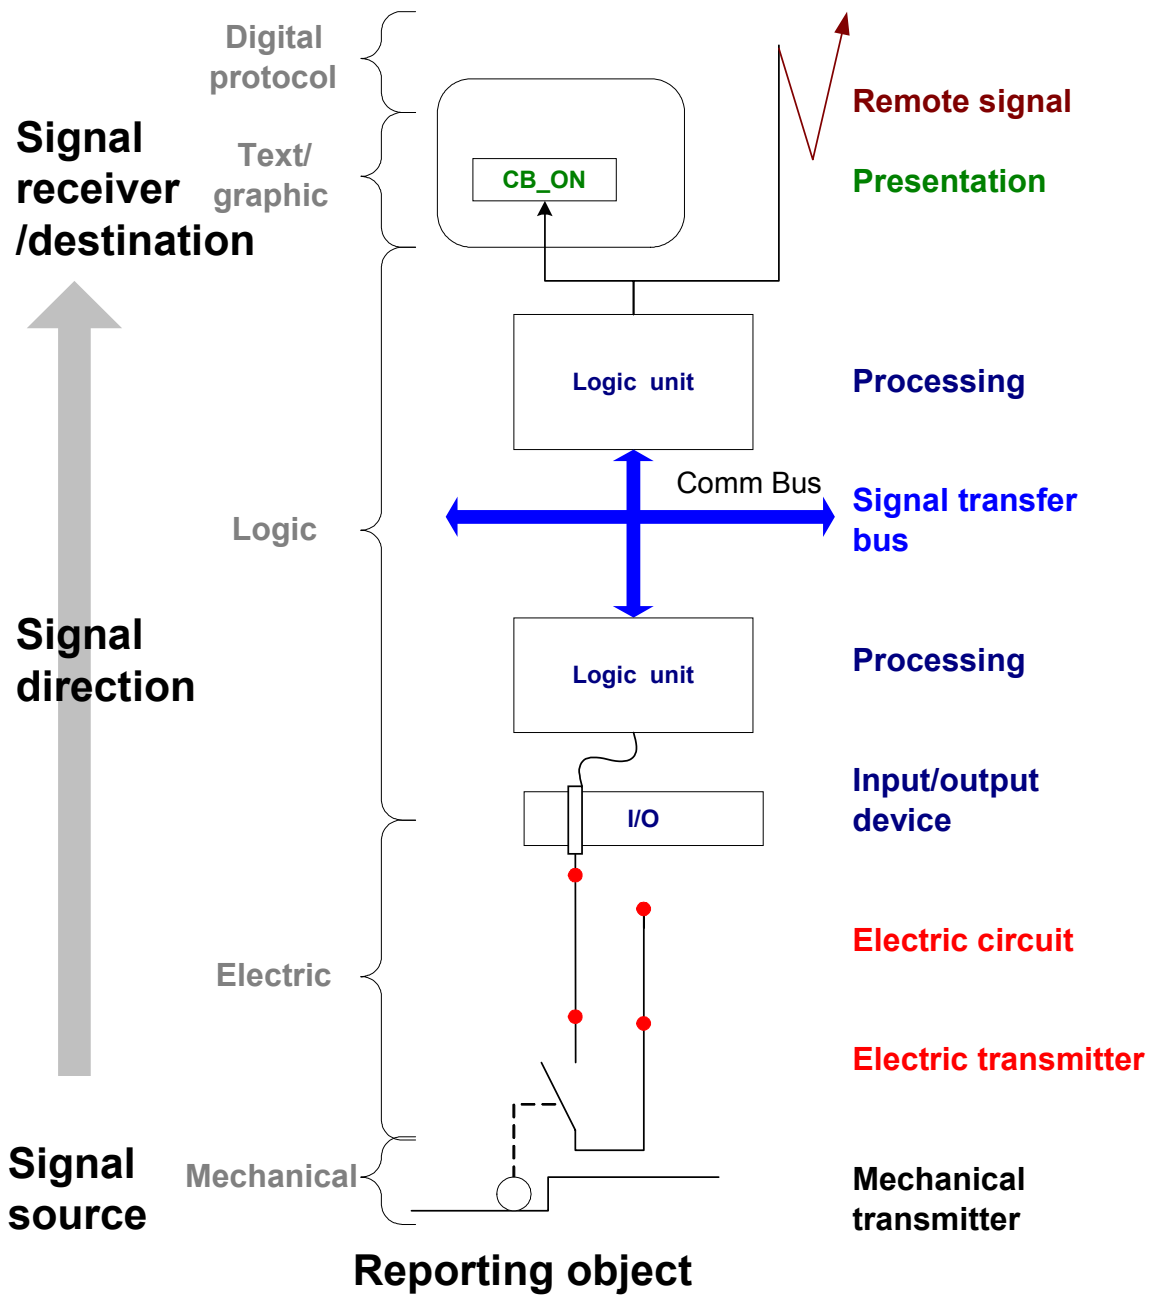 Digital
protocol
Remote signal
Signal
receiver
/destination
Text/
graphic
CB_ON
Presentation
Logic unit
Processing
Comm Bus
Signal transfer
bus
Logic
Signal
direction
Logic unit
Processing
I/O
Input/output
device
Electric
Electric circuit
Electric transmitter
Signal
source
Mechanical
Mechanical
transmitter
Reporting object